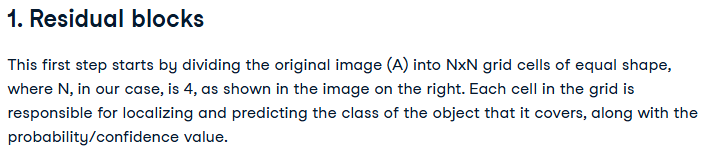 1. Residual blocks
This first step starts by dividing the original image (A) into NxN grid cells of equal shape,
where N, in our case, is 4, as shown in the image on the right. Each cell in the grid is
responsible for localizing and predicting the class of the object that it covers, along with the
probability/confidence value.